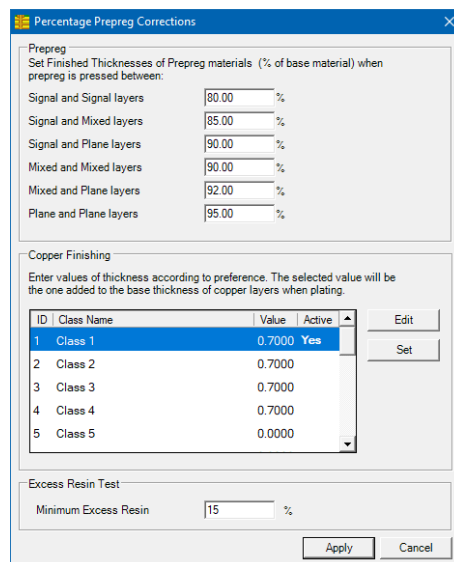 Percentage Prepreg Corrections
Prepreg
Set Finished Thicknesses of Prepreg materials (% of base material) when
prepreg is pressed between:
Signal and Signal layers 80.00 %
Signal and Mixed layers 85.00 %
Signal and Plane layers 90.00 %
Mixed and Mixed layers 90.00 %
Mixed and Plane layers 92.00 %
Plane and Plane layers 95.00 %
Copper Finishing
Enter values of thickness according to preference. The selected value will be
the one added to the base thickness of copper layers when plating.
ID Class Name Value Active
1 Class 1 0.7000 Yes
2 Class 2 0.7000
3 Class 3 0.7000
4 Class 4 0.7000
5 Class 5 0.0000
Edit
Set
Excess Resin Test
Minimum Excess Resin 15 %
Apply Cancel